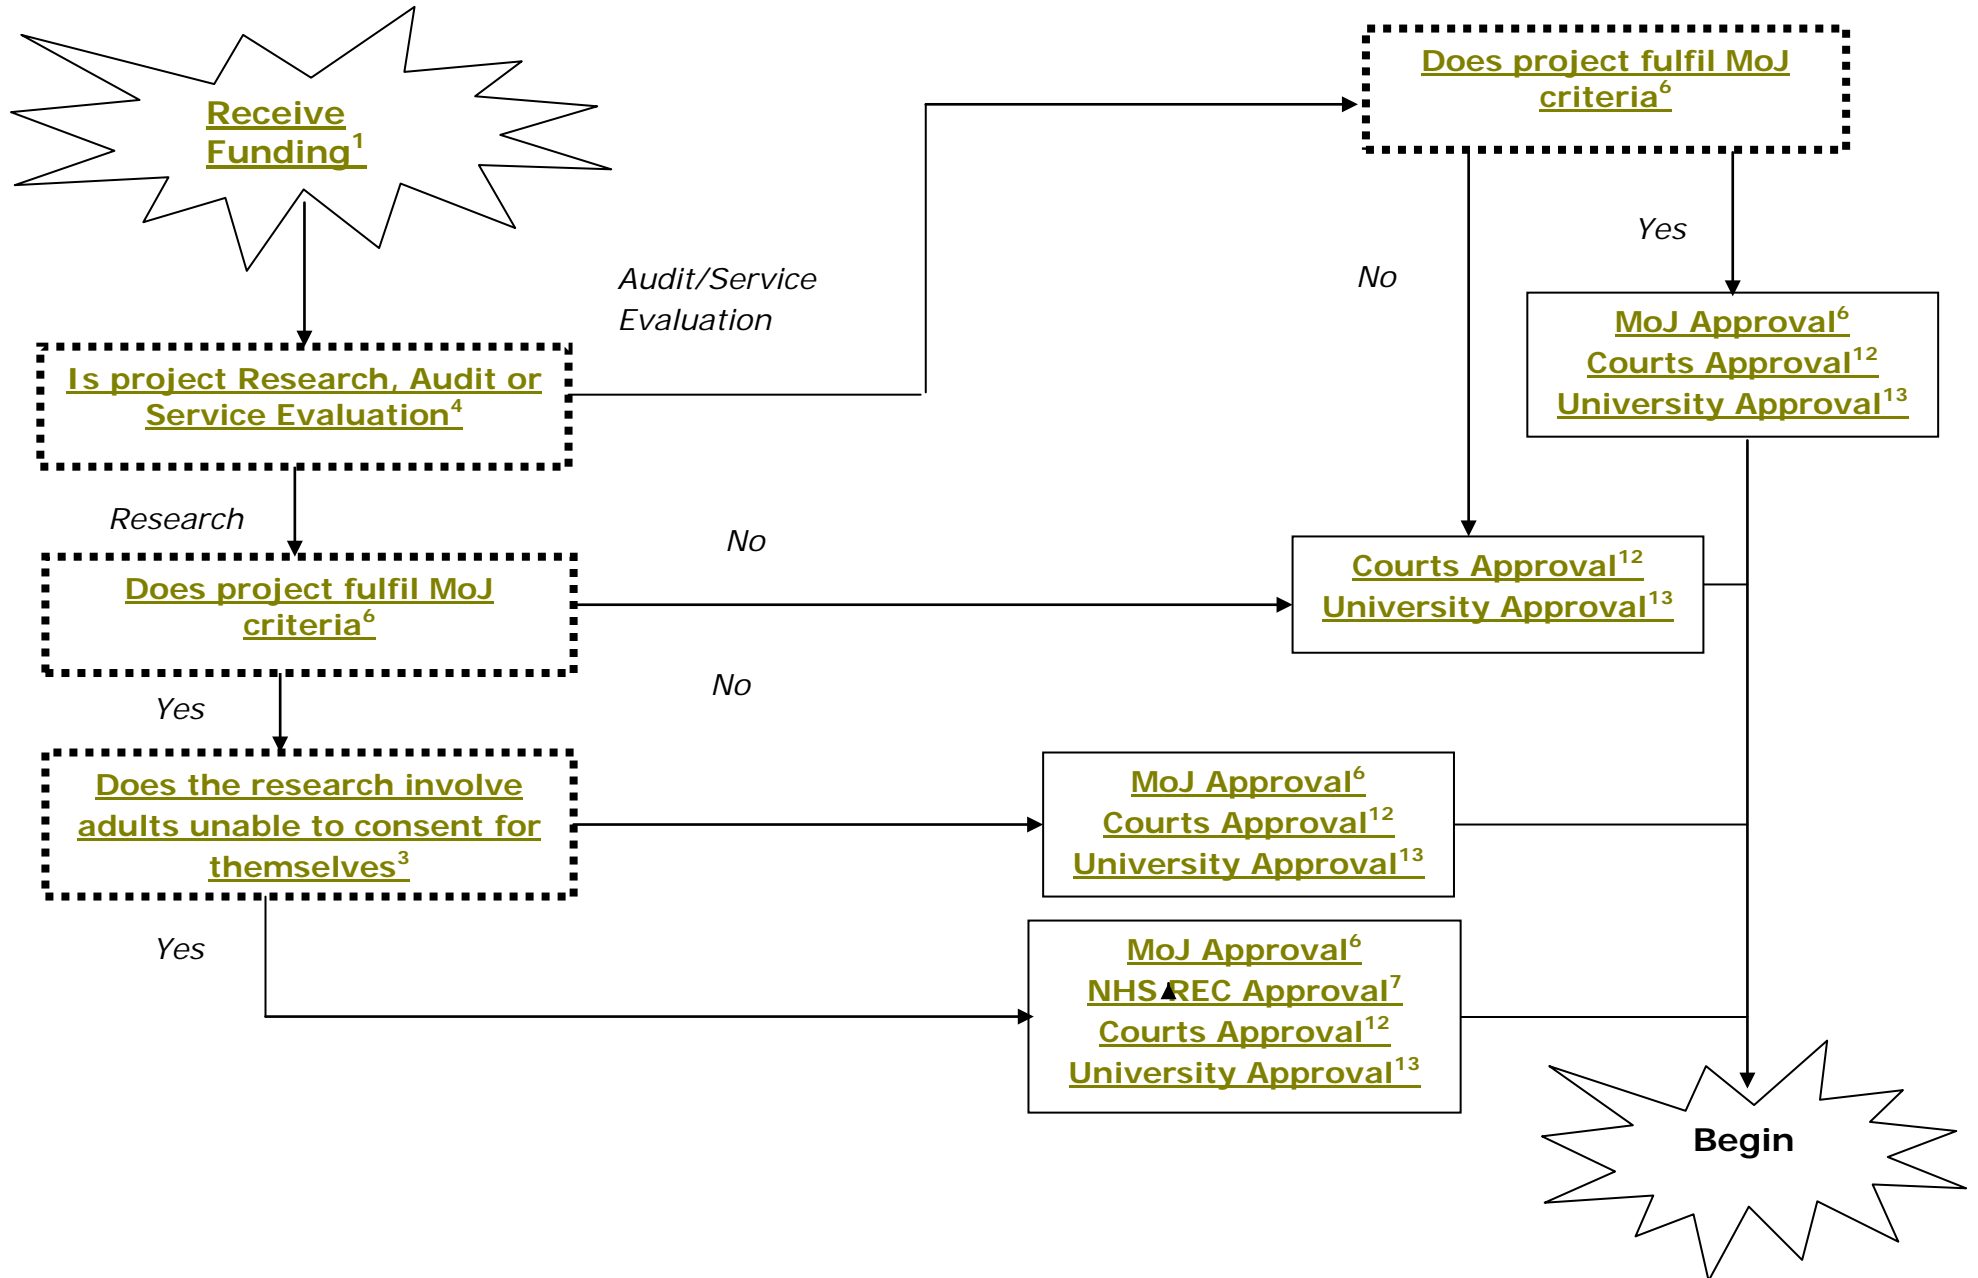 Receive
Funding¹
Does project fulfil MoJ
criteria⁶
Audit/Service
Evaluation
No
Yes
MoJ Approval⁶
Courts Approval¹²
University Approval¹³
Is project Research, Audit or
Service Evaluation⁴
Research
Does project fulfil MoJ
criteria⁶
No
Courts Approval¹²
University Approval¹³
Yes
No
Does the research involve
adults unable to consent for
themselves³
MoJ Approval⁶
Courts Approval¹²
University Approval¹³
Yes
MoJ Approval⁶
NHS REC Approval⁷
Courts Approval¹²
University Approval¹³
Begin